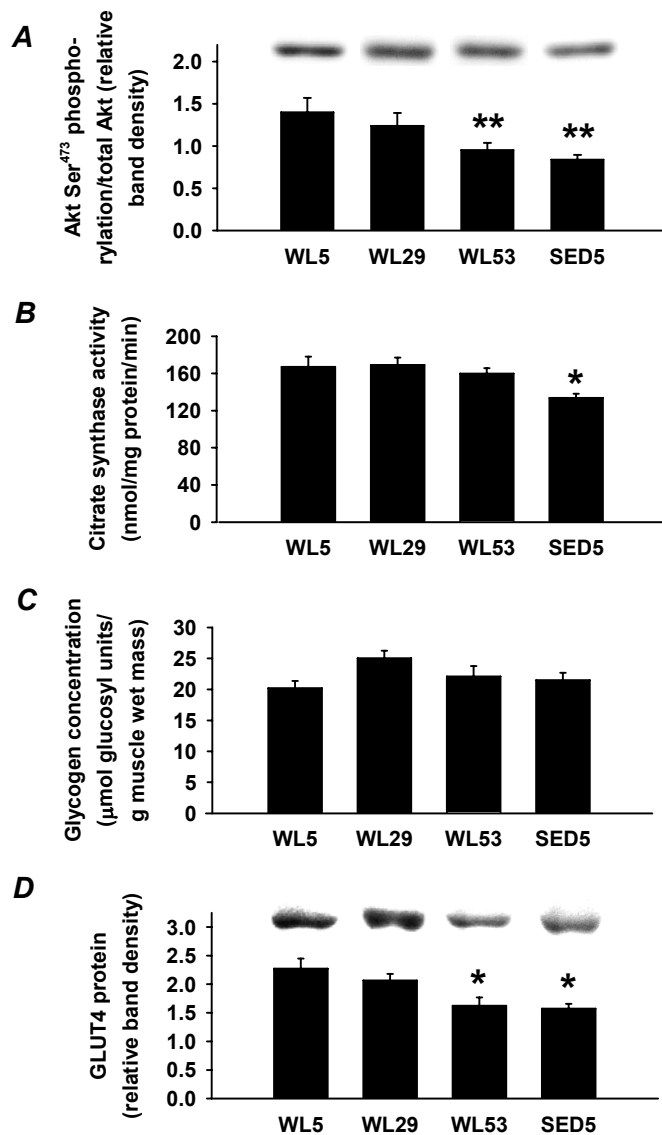 A
Akt Ser⁴⁷³ phospho-
rylation/total Akt (relative
band density)
2.0
1.5
1.0
0.5
0.0
** **
WL5 WL29 WL53 SED5
B
Citrate synthase activity
(nmol/mg protein/min)
200
160
120
80
40
0
*
WL5 WL29 WL53 SED5
C
Glycogen concentration
(μmol glucosyl units/
g muscle wet mass)
30
25
20
15
10
5
0
WL5 WL29 WL53 SED5
D
GLUT4 protein
(relative band density)
3.0
2.5
2.0
1.5
1.0
0.5
0.0
* *
WL5 WL29 WL53 SED5